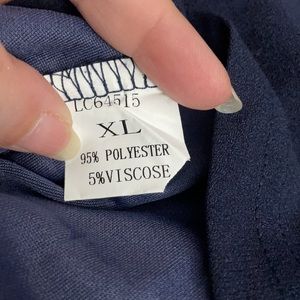 LC64515
XL
95% POLYESTER
5%VISCOSE